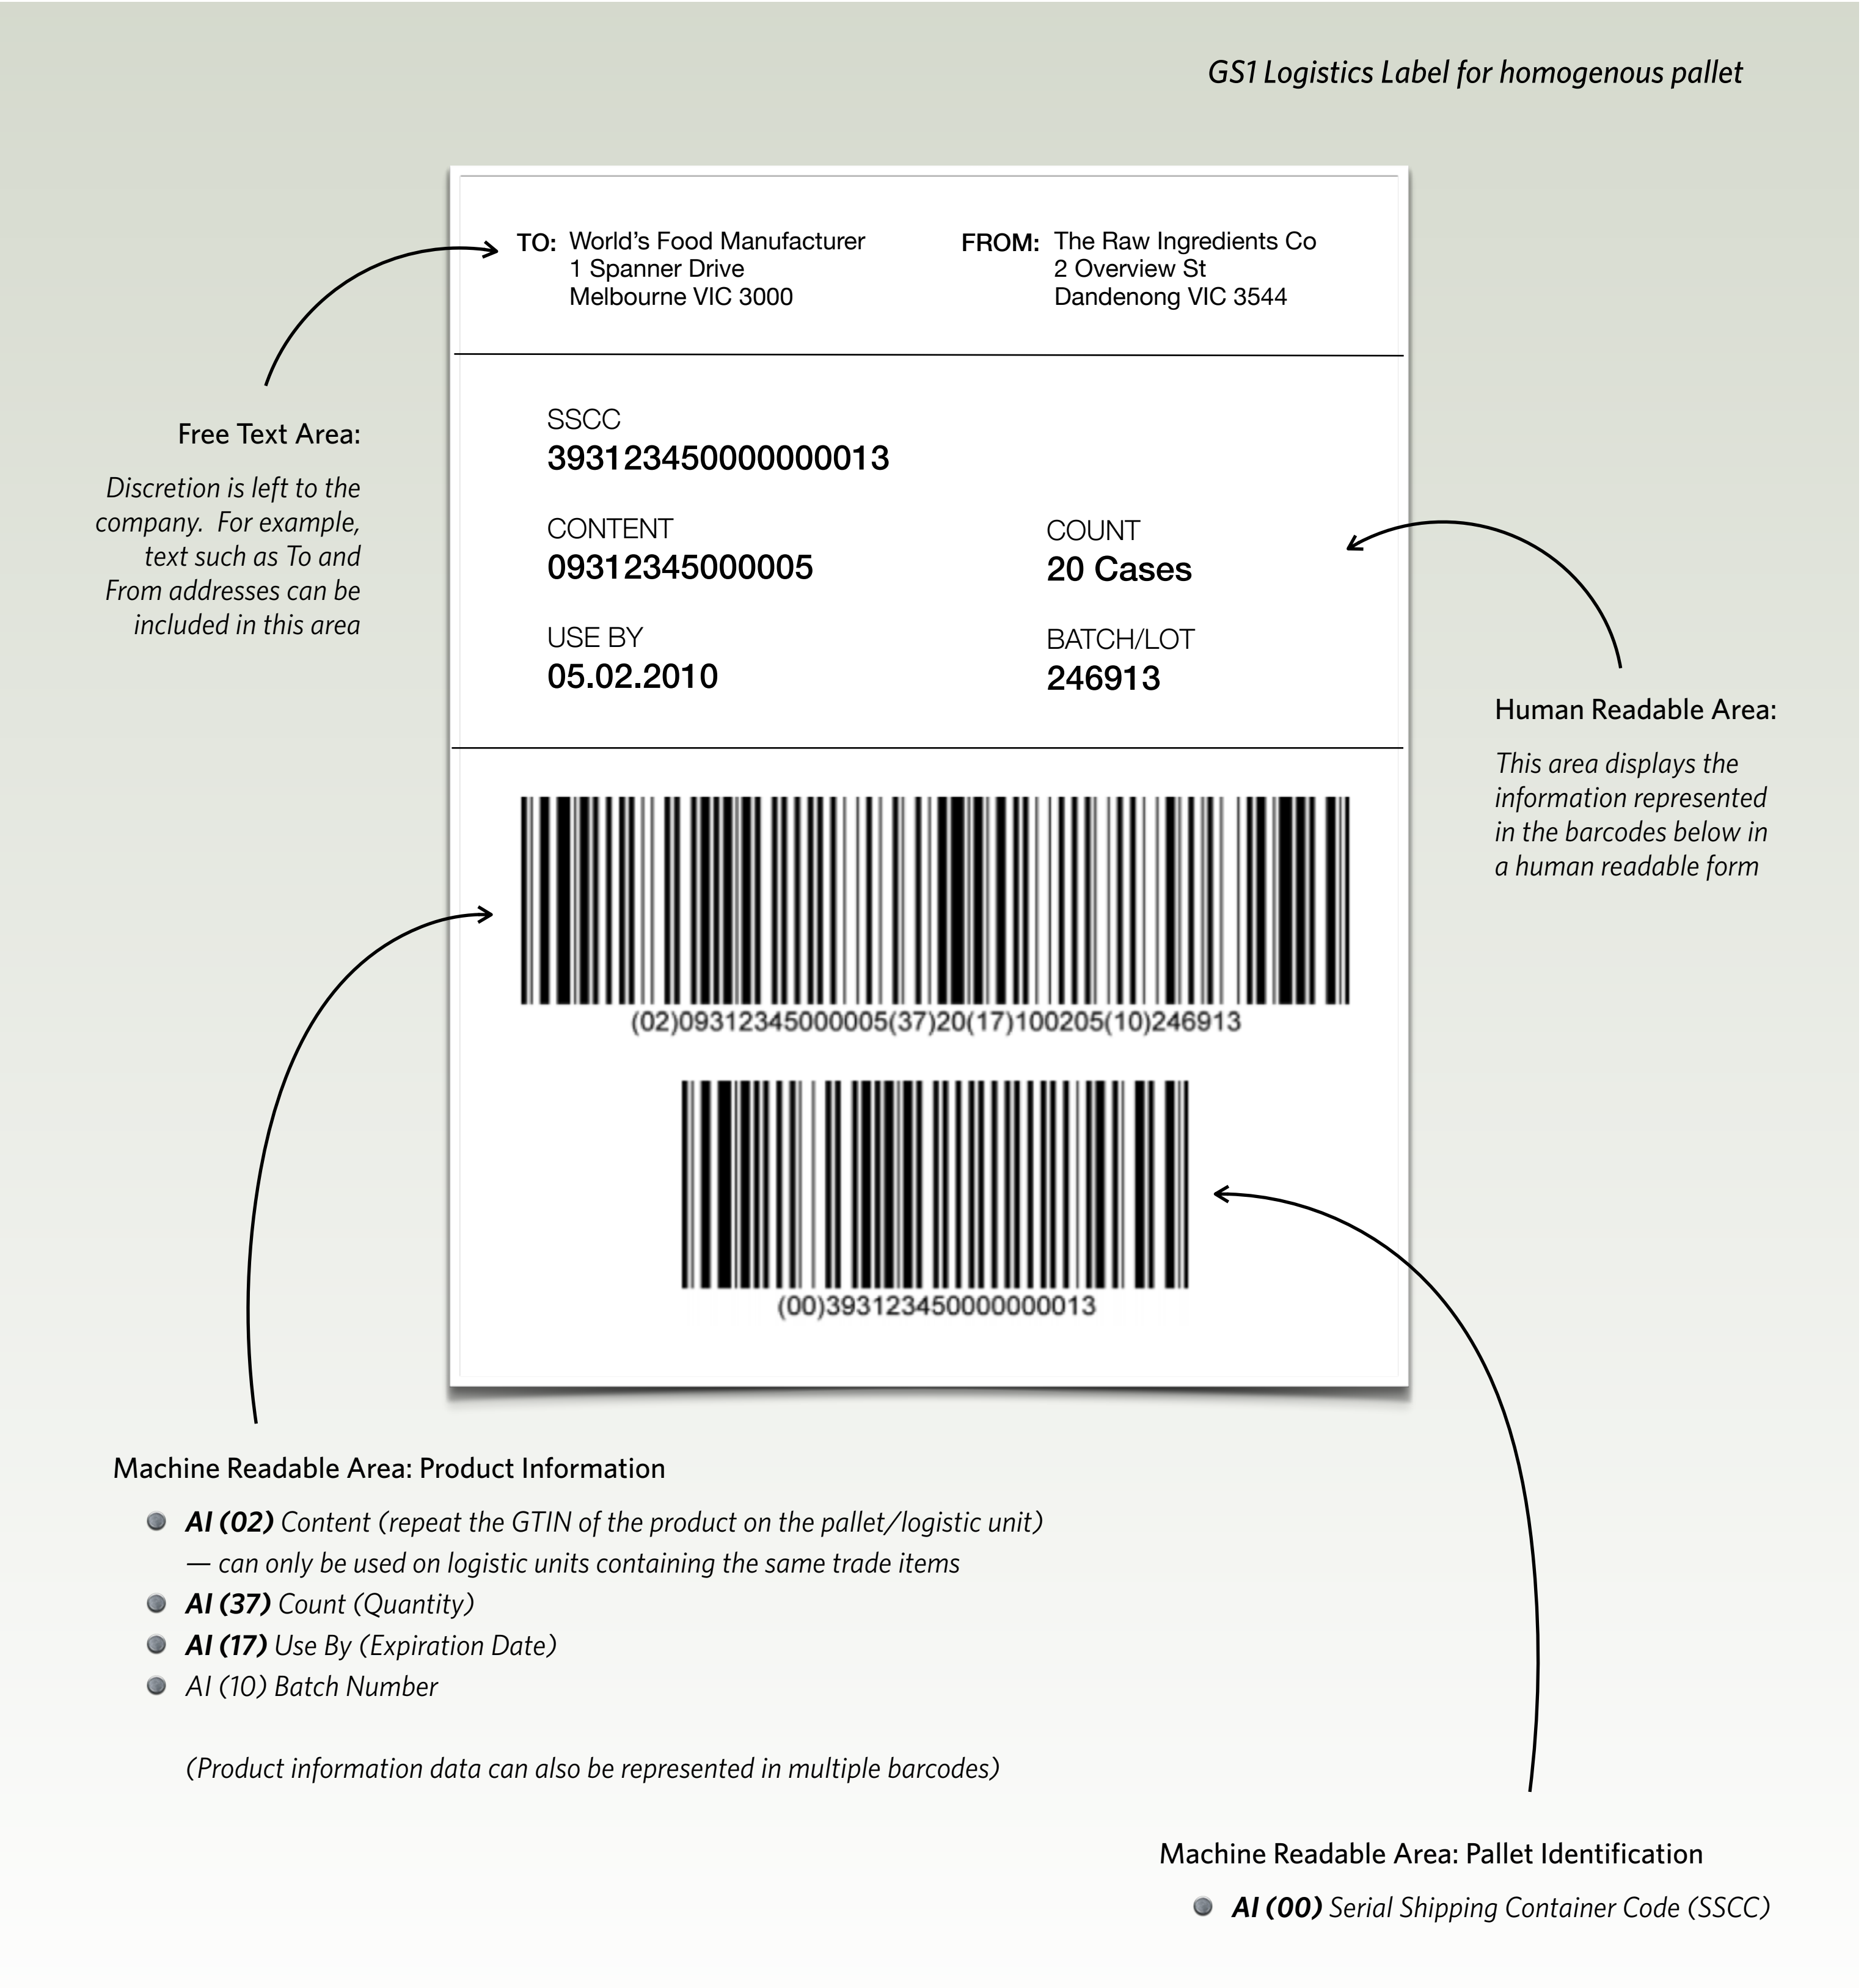 GS1 Logistics Label for homogenous pallet
TO: World's Food Manufacturer
1 Spanner Drive
Melbourne VIC 3000
FROM: The Raw Ingredients Co
2 Overview St
Dandenong VIC 3544
Free Text Area:
Discretion is left to the
company.  For example,
text such as To and
From addresses can be
included in this area
SSCC
393123450000000013
CONTENT
09312345000005
COUNT
20 Cases
USE BY
05.02.2010
BATCH/LOT
246913
Human Readable Area:
This area displays the
information represented
in the barcodes below in
a human readable form
(02)09312345000005(37)20(17)100205(10)246913
(00)393123450000000013
Machine Readable Area: Product Information
AI (02) Content (repeat the GTIN of the product on the pallet/logistic unit)
— can only be used on logistic units containing the same trade items
AI (37) Count (Quantity)
AI (17) Use By (Expiration Date)
AI (10) Batch Number
(Product information data can also be represented in multiple barcodes)
Machine Readable Area: Pallet Identification
AI (00) Serial Shipping Container Code (SSCC)